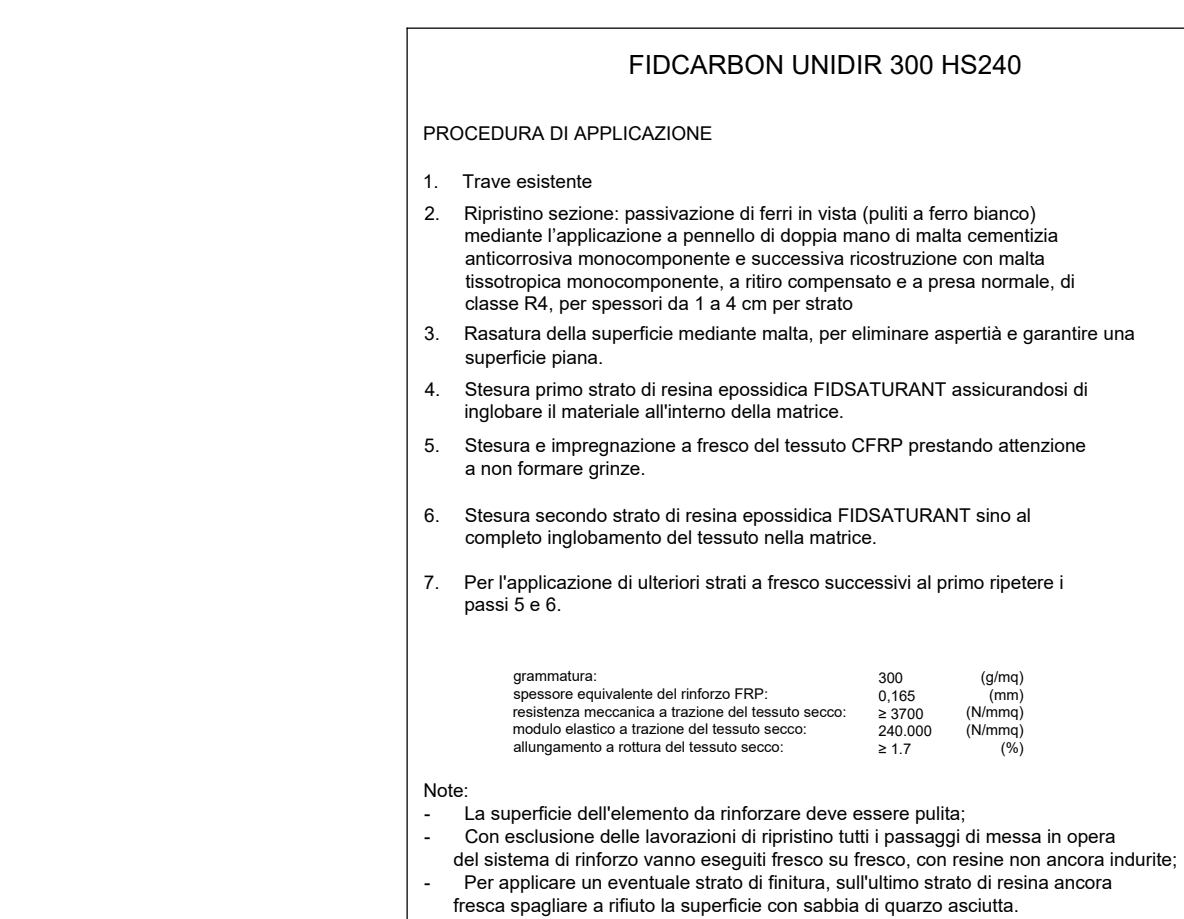 FIDCARBON UNIDIR 300 HS240
PROCEDURA DI APPLICAZIONE
1. Trave esistente
2. Ripristino sezione: passivazione di ferri in vista (puliti a ferro bianco)
mediante l’applicazione a pennello di doppia mano di malta cementizia
anticorrosiva monocomponente e successiva ricostruzione con malta
tissotropica monocomponente, a ritiro compensato e a presa normale, di
classe R4, per spessori da 1 a 4 cm per strato
3. Rasatura della superficie mediante malta, per eliminare aspertià e garantire una
superficie piana.
4. Stesura primo strato di resina epossidica FIDSATURANT assicurandosi di
inglobare il materiale all'interno della matrice.
5. Stesura e impregnazione a fresco del tessuto CFRP prestando attenzione
a non formare grinze.
6. Stesura secondo strato di resina epossidica FIDSATURANT sino al
completo inglobamento del tessuto nella matrice.
7. Per l'applicazione di ulteriori strati a fresco successivi al primo ripetere i
passi 5 e 6.
grammatura: 300 (g/mq)
spessore equivalente del rinforzo FRP: 0,165 (mm)
resistenza meccanica a trazione del tessuto secco: ≥ 3700 (N/mmq)
modulo elastico a trazione del tessuto secco: 240.000 (N/mmq)
allungamento a rottura del tessuto secco: ≥ 1.7 (%)
Note:
- La superficie dell'elemento da rinforzare deve essere pulita;
- Con esclusione delle lavorazioni di ripristino tutti i passaggi di messa in opera
del sistema di rinforzo vanno eseguiti fresco su fresco, con resine non ancora indurite;
- Per applicare un eventuale strato di finitura, sull'ultimo strato di resina ancora
fresca spagliare a rifiuto la superficie con sabbia di quarzo asciutta.